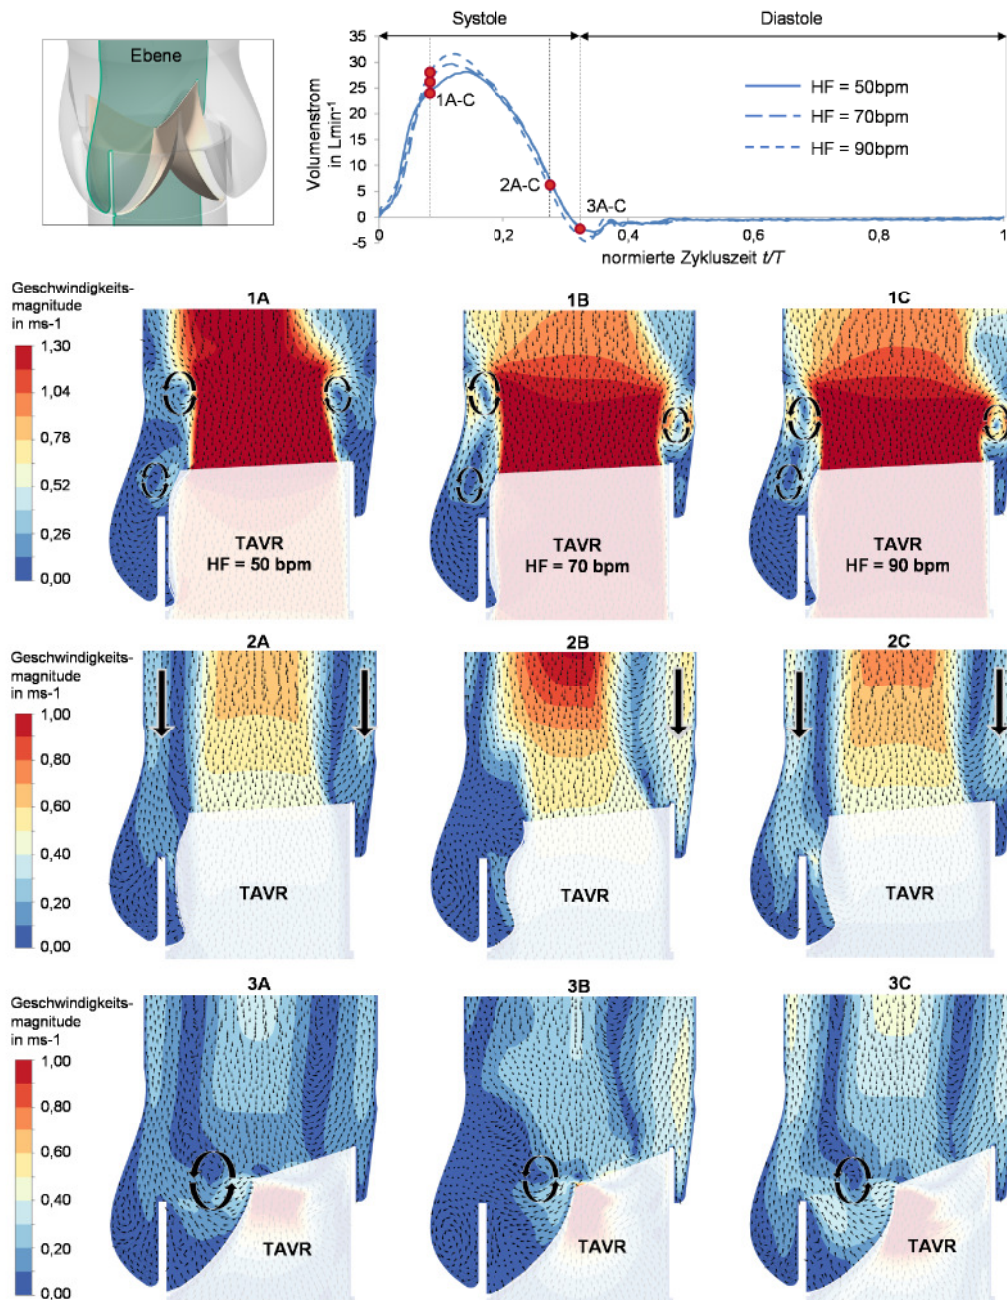 Ebene
Systole
Diastole
Volumenstrom
in Lmin-1
35
30
25
20
15
10
5
0
-5
1A-C
2A-C
3A-C
HF = 50bpm
HF = 70bpm
HF = 90bpm
0
0,2
0,4
0,6
0,8
1
normierte Zykluszeit t/T
Geschwindigkeits-
magnitude
in ms-1
1,30
1,04
0,78
0,52
0,26
0,00
1A
TAVR
HF = 50 bpm
1B
TAVR
HF = 70 bpm
1C
TAVR
HF = 90 bpm
Geschwindigkeits-
magnitude
in ms-1
1,00
0,80
0,60
0,40
0,20
0,00
2A
TAVR
2B
TAVR
2C
TAVR
Geschwindigkeits-
magnitude
in ms-1
1,00
0,80
0,60
0,40
0,20
0,00
3A
TAVR
3B
TAVR
3C
TAVR